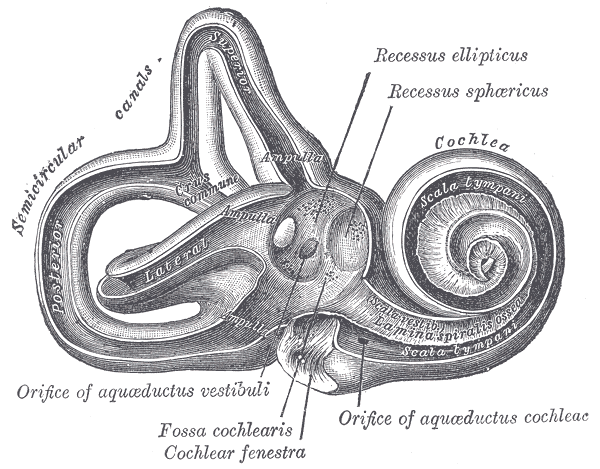 Recessus ellipticus
Recessus sphæricus
Semicircular canals.
Superior
Ampulla
Crus
commune
Ampulla
Posterior
Lateral
Ampulla
Cochlea
Scala tympani
(Scala vestib.)
Lamina spiralis ossea
Scala tympani
Orifice of aquæductus vestibuli
Orifice of aquæductus cochleae
Fossa cochlearis
Cochlear fenestra